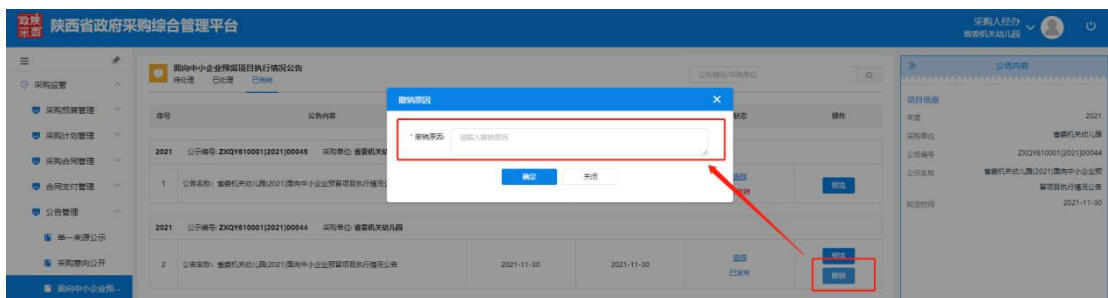 陕西省政府采购综合管理平台
采购人经办
省委机关幼儿园
采购监管
采购预算管理
采购计划管理
采购合同管理
合同支付管理
公告管理
单一来源公示
采购意向公开
面向中小企业预...
面向中小企业预留项目执行情况公告
待处理 已处理 已完结
公告编号/采购单位
序号 公告内容 状态 操作
2021 公示编号: ZXQY610001[2021]00045 采购单位: 省委机关幼
1 公告名称: 省委机关幼儿园(2021)面向中小企业预留项目执行情况公
追踪
预览
2021 公示编号: ZXQY610001[2021]00044 采购单位: 省委机关幼儿园
2 公告名称: 省委机关幼儿园(2021)面向中小企业预留项目执行情况公告 2021-11-30 2021-11-30
追踪
已发布
预览
撤销
撤销原因
* 撤销原因: 请输入撤销原因
确定 关闭
公告内容
项目信息
年度 2021
采购单位 省委机关幼儿园
公告编号 ZXQY610001[2021]00044
公示名称 省委机关幼儿园(2021)面向中小企业预
留项目执行情况公告
拟定时间 2021-11-30